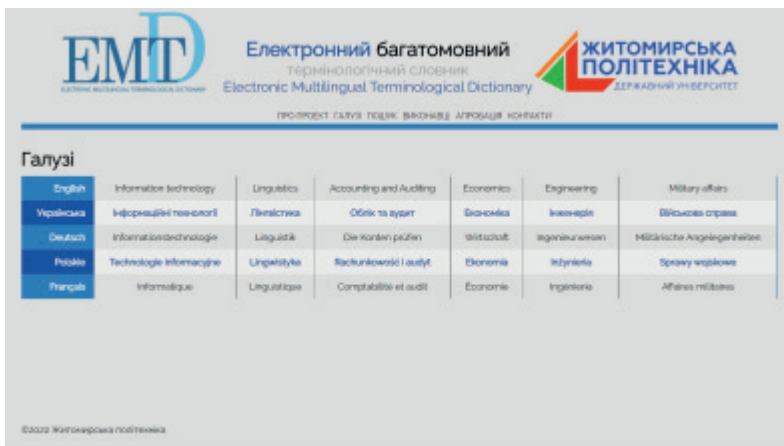 EMTD
ELECTRONIC MULTILINGUAL TERMINOLOGICAL DICTIONARY
Електронний багатомовний
термінологічний словник
Electronic Multilingual Terminological Dictionary
ЖИТОМИРСЬКА
ПОЛІТЕХНІКА
ДЕРЖАВНИЙ УНІВЕРСИТЕТ
ПРО ПРОЕКТ ГАЛУЗІ ПОШУК ВИКОНАВЦІ АПРОБАЦІЯ КОНТАКТИ
Галузі
English Information technology Linguistics Accounting and Auditing Economics Engineering Military affairs
Українська Інформаційні технології Лінгвістика Облік та аудит Економіка Інженерія Військова справа
Deutsch Informationstechnologie Linguistik Die Konten prüfen Wirtschaft Ingenieurwesen Militärische Angelegenheiten
Polskie Technologie informacyjne Lingwistyka Rachunkowość i audyt Ekonomia Inżynieria Sprawy wojskowe
Français Informatique Linguistique Comptabilité et audit Économie Ingénierie Affaires militaires
©2022 Житомирська політехніка